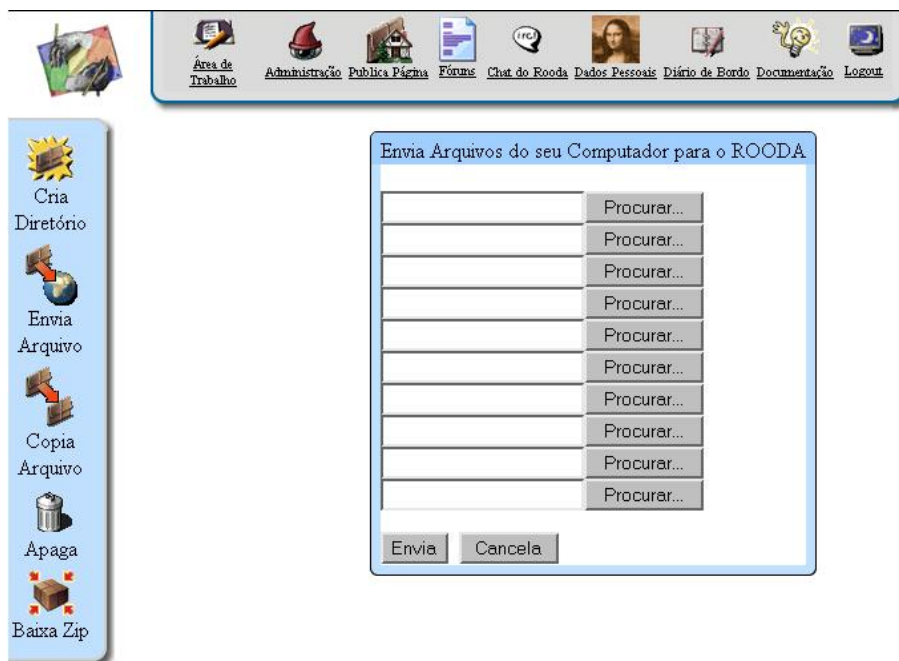 Área de
Trabalho
Administração
Publica Página
Fóruns
irc!
Chat do Rooda
Dados Pessoais
Diário de Bordo
Documentação
Logout
Cria
Diretório
Envia
Arquivo
Copia
Arquivo
Apaga
Baixa Zip
Envia Arquivos do seu Computador para o ROODA
Procurar...
Procurar...
Procurar...
Procurar...
Procurar...
Procurar...
Procurar...
Procurar...
Procurar...
Procurar...
Envia
Cancela